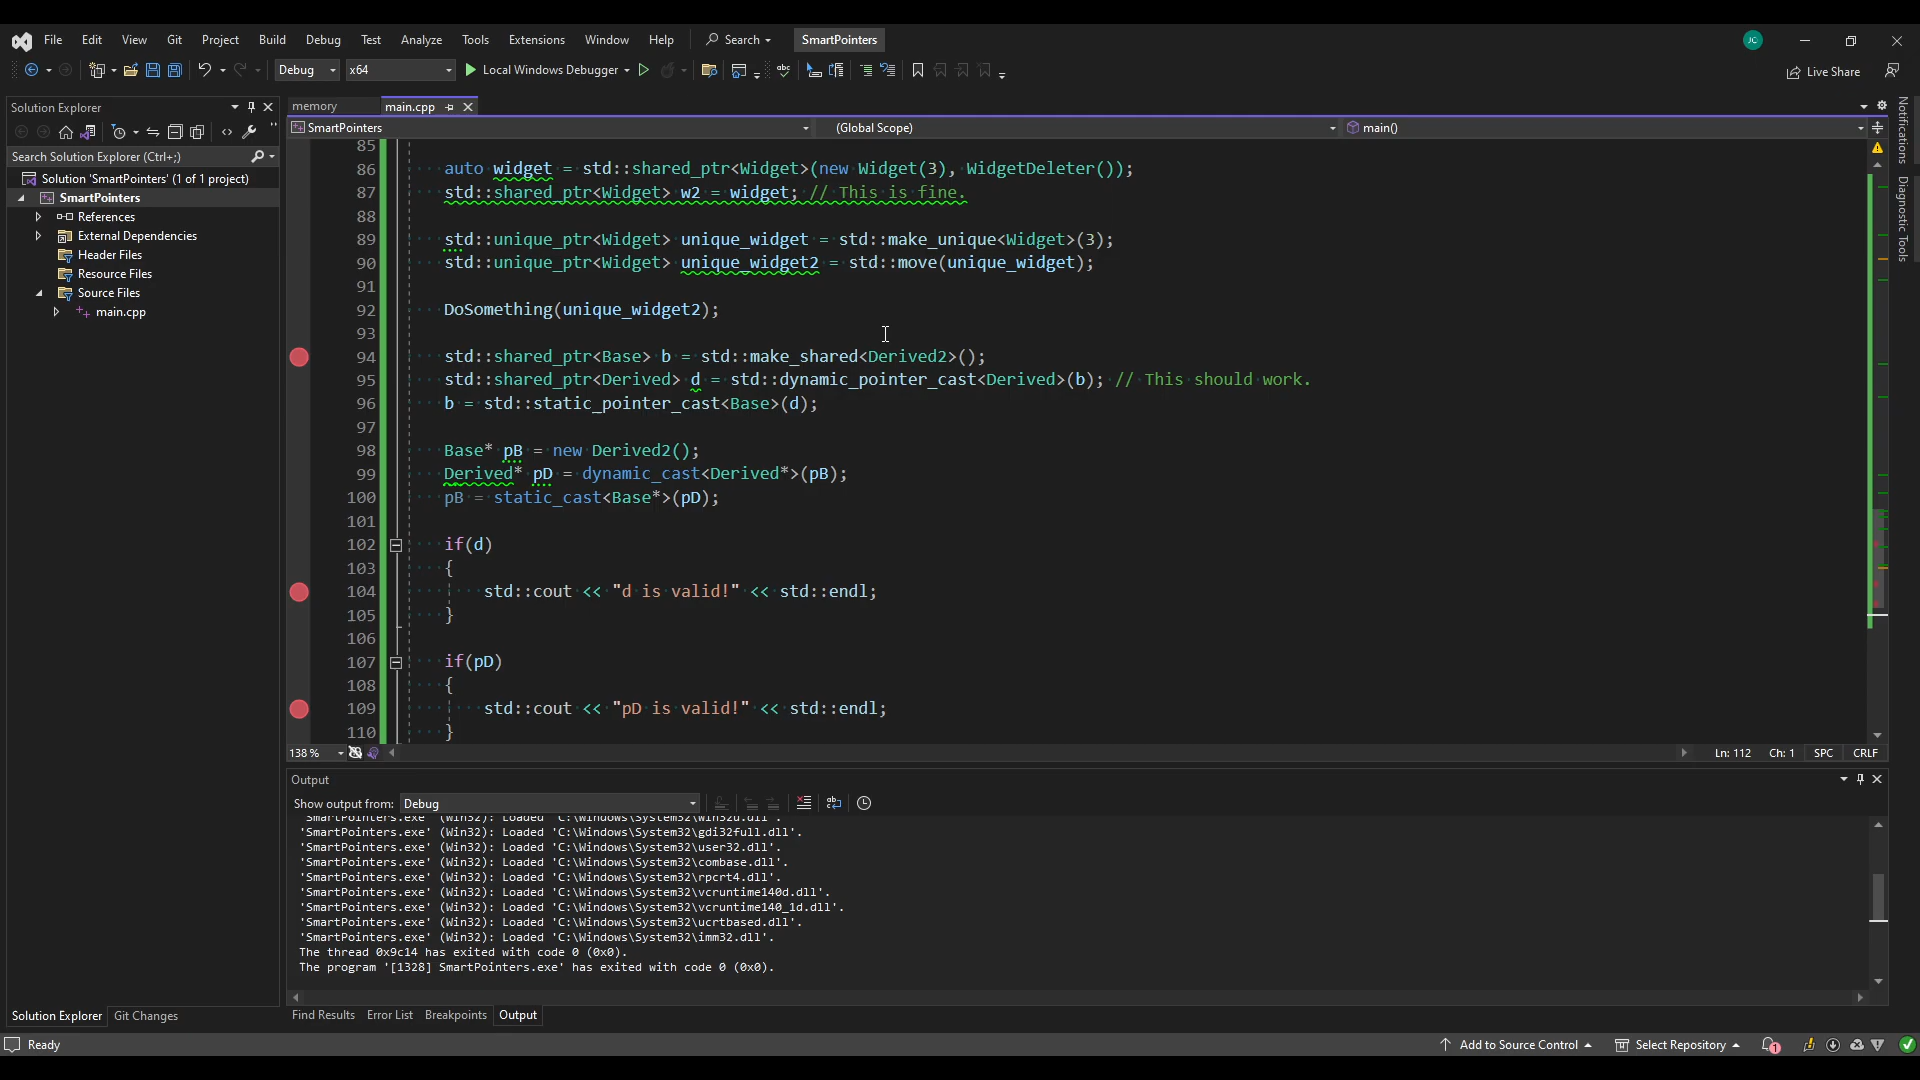 File Edit View Git Project Build Debug Test Analyze Tools Extensions Window Help Search SmartPointers JC
Debug x64 Local Windows Debugger Live Share
Solution Explorer
Search Solution Explorer (Ctrl+;)
Solution 'SmartPointers' (1 of 1 project)
SmartPointers
References
External Dependencies
Header Files
Resource Files
Source Files
main.cpp
memory main.cpp
SmartPointers (Global Scope) main()
85
86 auto widget = std::shared_ptr<Widget>(new Widget(3), WidgetDeleter());
87 std::shared_ptr<Widget> w2 = widget; // This is fine.
88
89 std::unique_ptr<Widget> unique_widget = std::make_unique<Widget>(3);
90 std::unique_ptr<Widget> unique_widget2 = std::move(unique_widget);
91
92 DoSomething(unique_widget2);
93
94 std::shared_ptr<Base> b = std::make_shared<Derived2>();
95 std::shared_ptr<Derived> d = std::dynamic_pointer_cast<Derived>(b); // This should work.
96 b = std::static_pointer_cast<Base>(d);
97
98 Base* pB = new Derived2();
99 Derived* pD = dynamic_cast<Derived*>(pB);
100 pB = static_cast<Base*>(pD);
101
102 if(d)
103 {
104 std::cout << "d is valid!" << std::endl;
105 }
106
107 if(pD)
108 {
109 std::cout << "pD is valid!" << std::endl;
110 }
138 % Ln: 112 Ch: 1 SPC CRLF
Output
Show output from: Debug
'SmartPointers.exe' (Win32): Loaded 'C:\Windows\System32\win32u.dll'.
'SmartPointers.exe' (Win32): Loaded 'C:\Windows\System32\gdi32full.dll'.
'SmartPointers.exe' (Win32): Loaded 'C:\Windows\System32\user32.dll'.
'SmartPointers.exe' (Win32): Loaded 'C:\Windows\System32\combase.dll'.
'SmartPointers.exe' (Win32): Loaded 'C:\Windows\System32\rpcrt4.dll'.
'SmartPointers.exe' (Win32): Loaded 'C:\Windows\System32\vcruntime140d.dll'.
'SmartPointers.exe' (Win32): Loaded 'C:\Windows\System32\vcruntime140_1d.dll'.
'SmartPointers.exe' (Win32): Loaded 'C:\Windows\System32\ucrtbased.dll'.
'SmartPointers.exe' (Win32): Loaded 'C:\Windows\System32\imm32.dll'.
The thread 0x9c14 has exited with code 0 (0x0).
The program '[1328] SmartPointers.exe' has exited with code 0 (0x0).
Solution Explorer Git Changes
Find Results Error List Breakpoints Output
Ready Add to Source Control Select Repository 1
Notifications
Diagnostic Tools